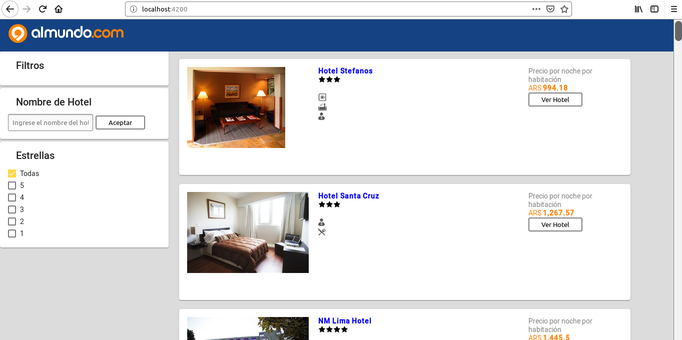 localhost:4200
almundo.com
Filtros
Nombre de Hotel
Ingrese el nombre del hot
Aceptar
Estrellas
Todas
5
4
3
2
1
Hotel Stefanos
Precio por noche por
habitación
ARS 994.18
Ver Hotel
Hotel Santa Cruz
Precio por noche por
habitación
ARS 1,267.57
Ver Hotel
NM Lima Hotel
Precio por noche por
habitación
ARS 1,445.5